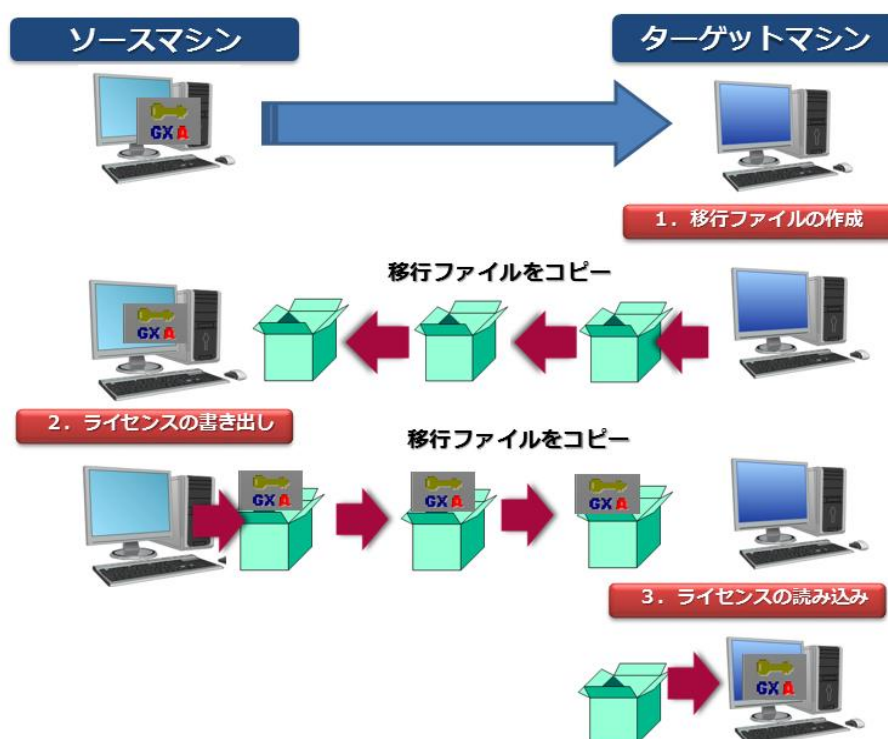 ソースマシン
ターゲットマシン
GX A
1．移行ファイルの作成
移行ファイルをコピー
GX A
2．ライセンスの書き出し
移行ファイルをコピー
GX A
GX A
GX A
3．ライセンスの読み込み
GX A